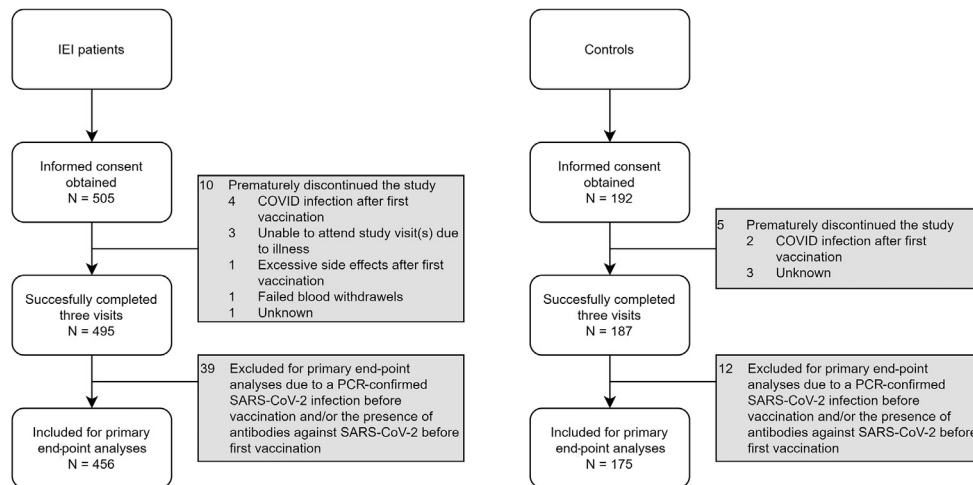 IEI patients
Informed consent
obtained
N = 505
10 Prematurely discontinued the study
4 COVID infection after first
vaccination
3 Unable to attend study visit(s) due
to illness
1 Excessive side effects after first
vaccination
1 Failed blood withdrawels
1 Unknown
Succesfully completed
three visits
N = 495
39 Excluded for primary end-point
analyses due to a PCR-confirmed
SARS-CoV-2 infection before
vaccination and/or the presence of
antibodies against SARS-CoV-2 before
first vaccination
Included for primary
end-point analyses
N = 456
Controls
Informed consent
obtained
N = 192
5 Prematurely discontinued the study
2 COVID infection after first
vaccination
3 Unknown
Succesfully completed
three visits
N = 187
12 Excluded for primary end-point
analyses due to a PCR-confirmed
SARS-CoV-2 infection before
vaccination and/or the presence of
antibodies against SARS-CoV-2 before
first vaccination
Included for primary
end-point analyses
N = 175